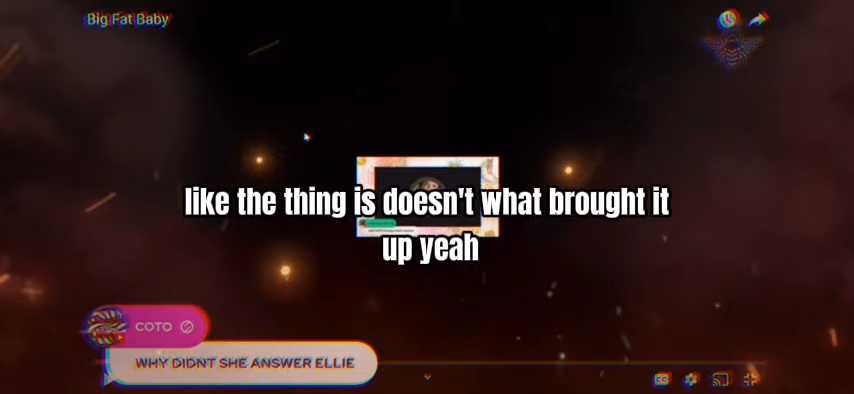 Big Fat Baby
like the thing is doesn't what brought it
up yeah
COTO
WHY DIDNT SHE ANSWER ELLIE
CC